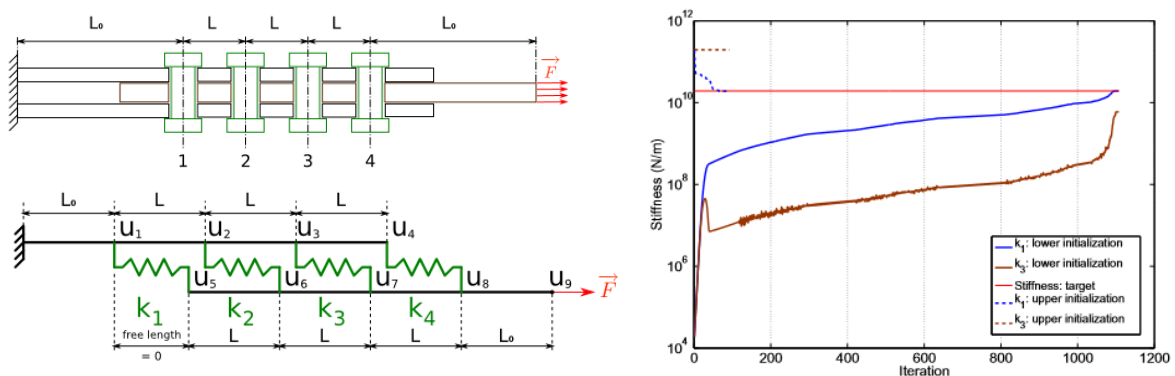 L₀ L L L L₀
F
1 2 3 4
L₀ L L L
u₁ u₂ u₃ u₄
u₅ u₆ u₇ u₈ u₉ F
k₁ k₂ k₃ k₄
free length L L L L₀
= 0
10¹²
10¹⁰
10⁸
10⁶
10⁴
Stiffness (N/m)
k₁: lower initialization
k₃: lower initialization
Stiffness: target
k₁: upper initialization
k₃: upper initialization
0 200 400 600 800 1000 1200
Iteration